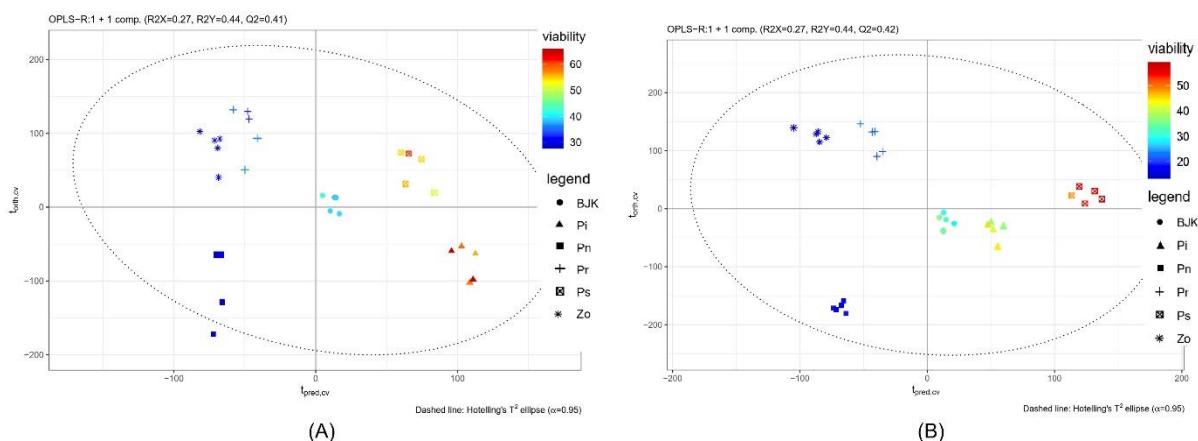 OPLS-R:1 + 1 comp. (R2X=0.27, R2Y=0.44, Q2=0.41)
viability
60
50
40
30
legend
BJK
Pi
Pn
Pr
Ps
Zo
200
100
0
-100
-200
torth,cv
-100
0
100
tpred,cv
Dashed line: Hotelling's T2 ellipse (α=0.95)
(A)
OPLS-R:1 + 1 comp. (R2X=0.27, R2Y=0.44, Q2=0.42)
viability
50
40
30
20
legend
BJK
Pi
Pn
Pr
Ps
Zo
200
100
0
-100
-200
torth,cv
-200
-100
0
100
200
tpred,cv
Dashed line: Hotelling's T2 ellipse (α=0.95)
(B)